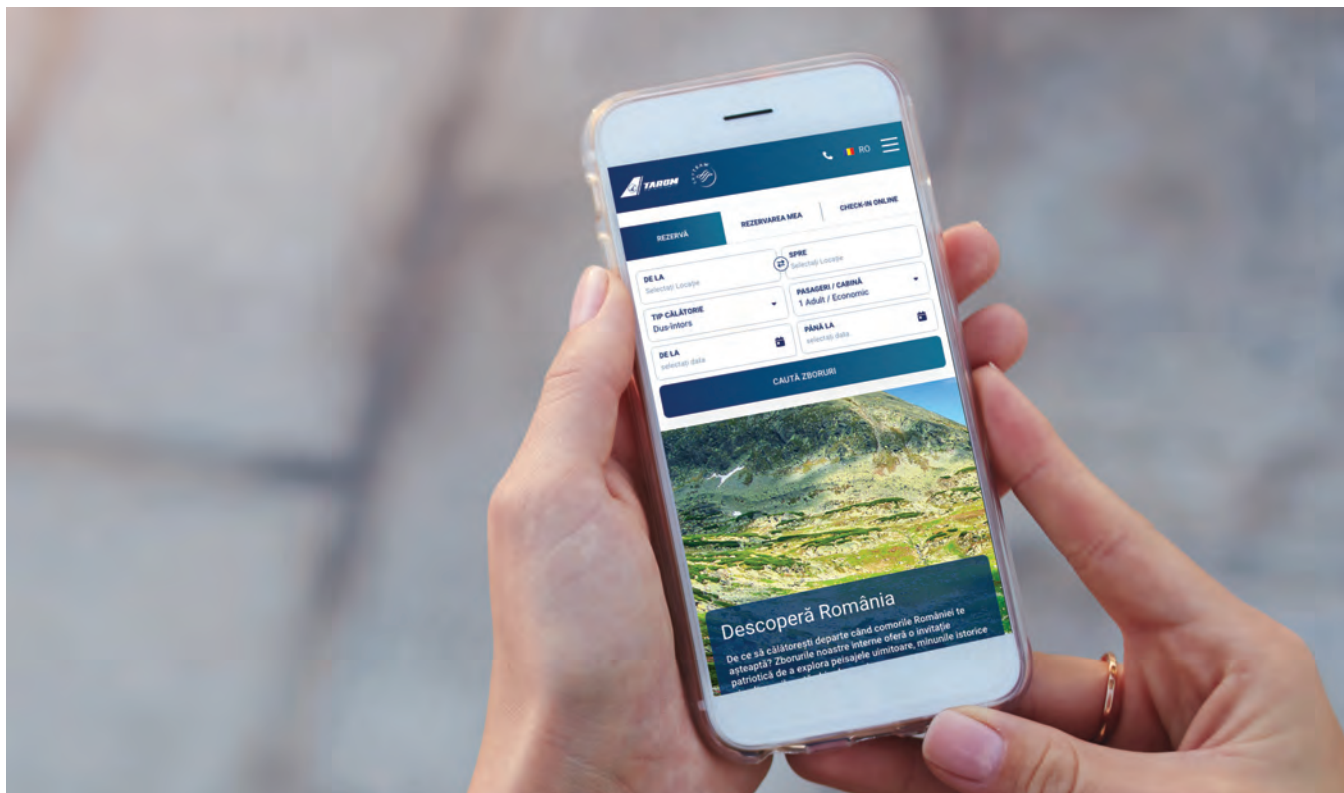 TAROM
RO
REZERVĂ
REZERVAREA MEA
CHECK-IN ONLINE
DE LA
Selectați Locație
SPRE
Selectați Locație
TIP CĂLĂTORIE
Dus-întors
PASAGERI / CABINĂ
1 Adult / Economic
DE LA
selectați data
PÂNĂ LA
selectați data
CAUTĂ ZBORURI
Descoperă România
De ce să călătorești departe când comorile României te
așteaptă? Zborurile noastre interne oferă o invitație
patriotică de a explora peisajele uimitoare, minunile istorice